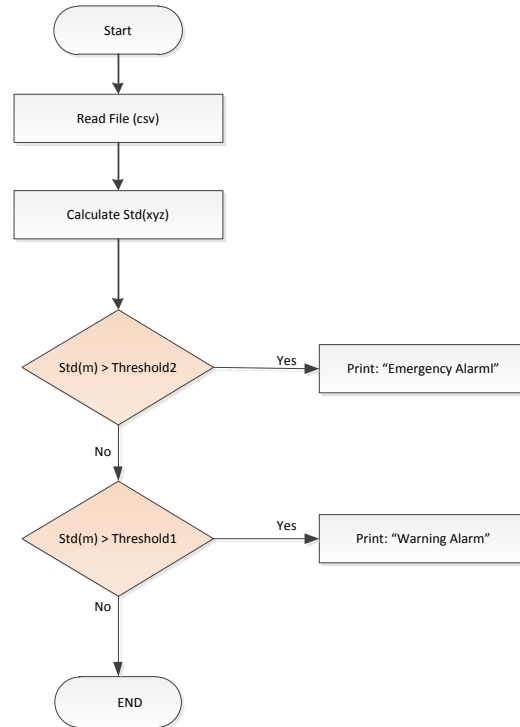 Start
Read File (csv)
Calculate Std(xyz)
Std(m) > Threshold2
Yes
Print: “Emergency Alarml”
No
Std(m) > Threshold1
Yes
Print: “Warning Alarm”
No
END